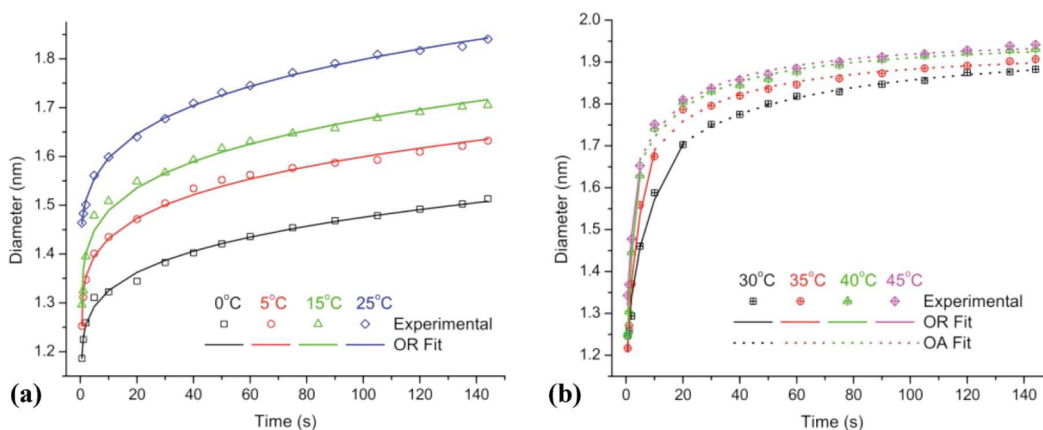 1.8
1.7
1.6
1.5
1.4
1.3
1.2
Diameter (nm)
0°C 5°C 15°C 25°C
Experimental
OR Fit
0 20 40 60 80 100 120 140
Time (s)
(a)
2.0
1.9
1.8
1.7
1.6
1.5
1.4
1.3
1.2
Diameter (nm)
30°C 35°C 40°C 45°C
Experimental
OR Fit
OA Fit
0 20 40 60 80 100 120 140
Time (s)
(b)